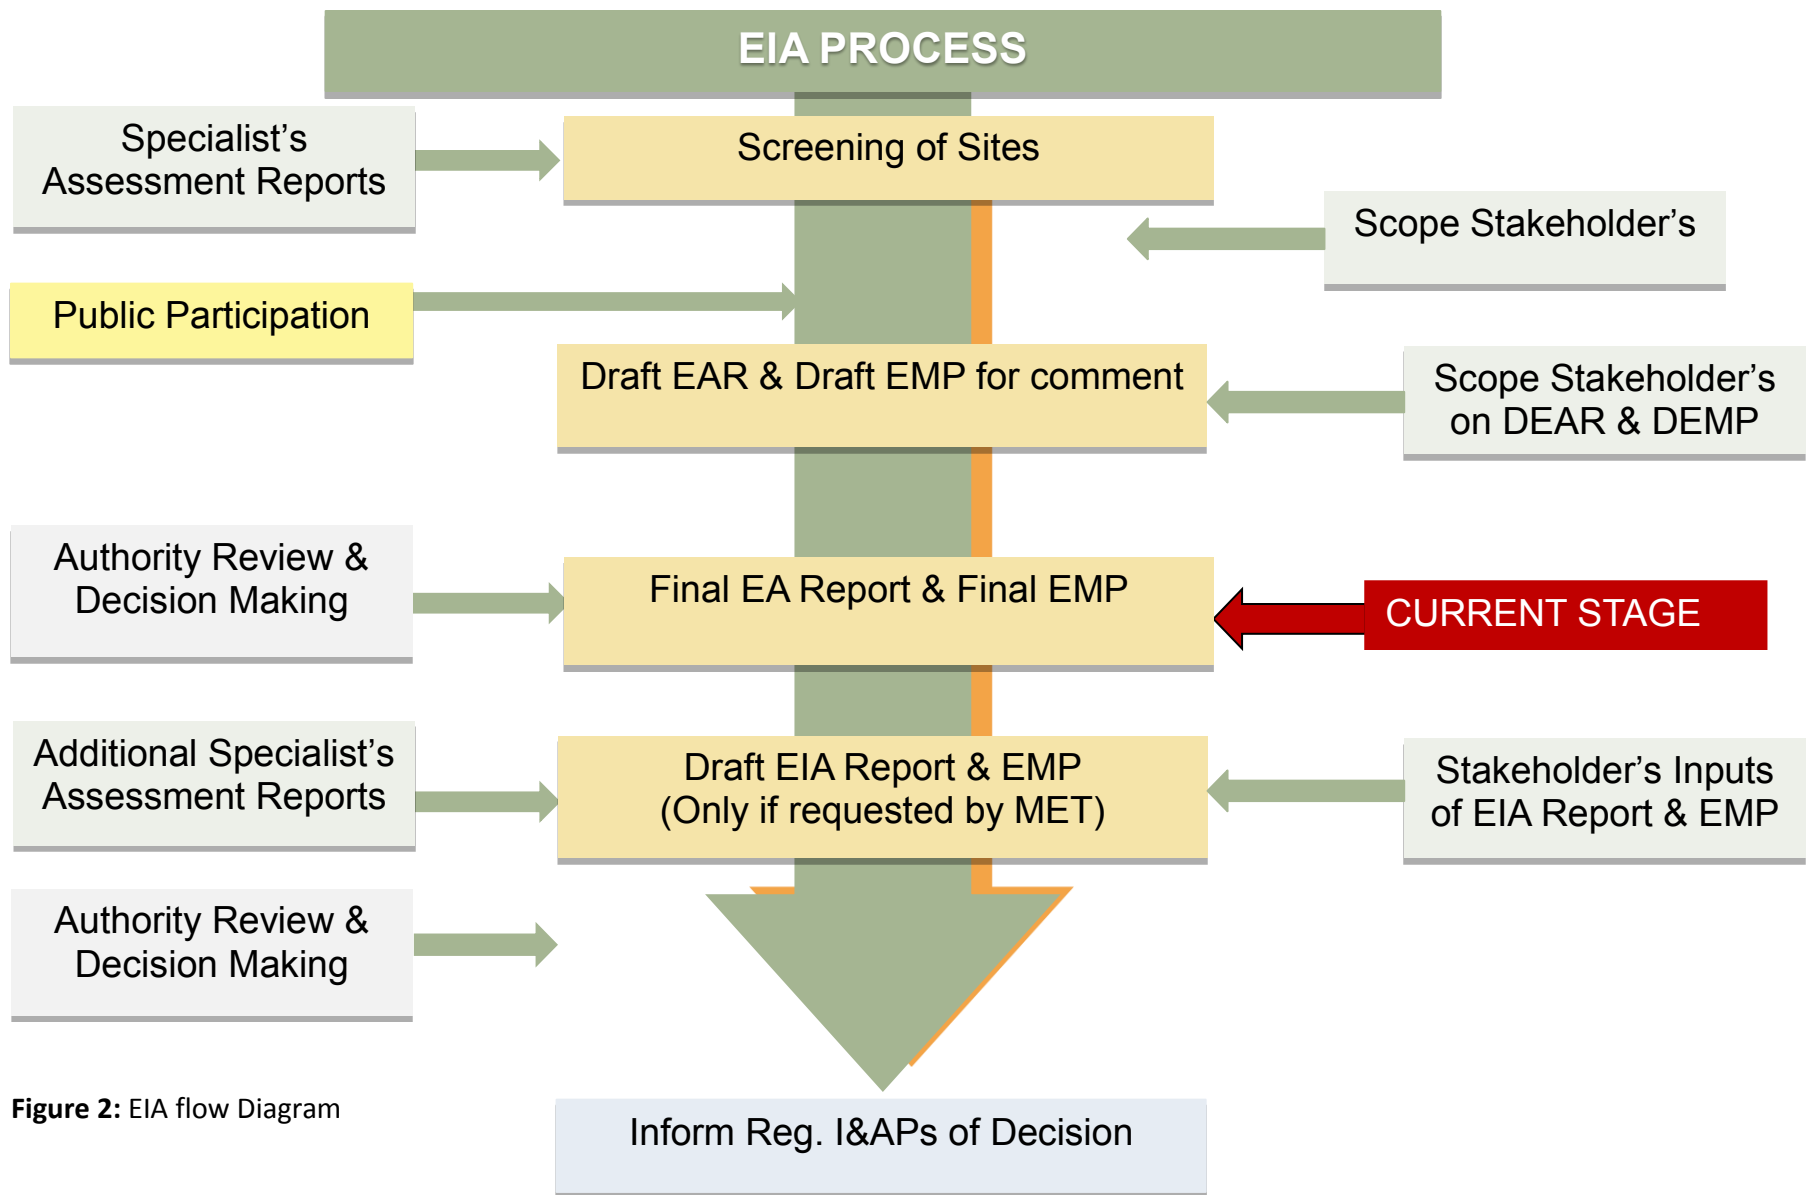 EIA PROCESS
Specialist’s
Assessment Reports
Screening of Sites
Scope Stakeholder’s
Public Participation
Draft EAR & Draft EMP for comment
Scope Stakeholder’s
on DEAR & DEMP
Authority Review &
Decision Making
Final EA Report & Final EMP
CURRENT STAGE
Additional Specialist’s
Assessment Reports
Draft EIA Report & EMP
(Only if requested by MET)
Stakeholder’s Inputs
of EIA Report & EMP
Authority Review &
Decision Making
Figure 2: EIA flow Diagram
Inform Reg. I&APs of Decision